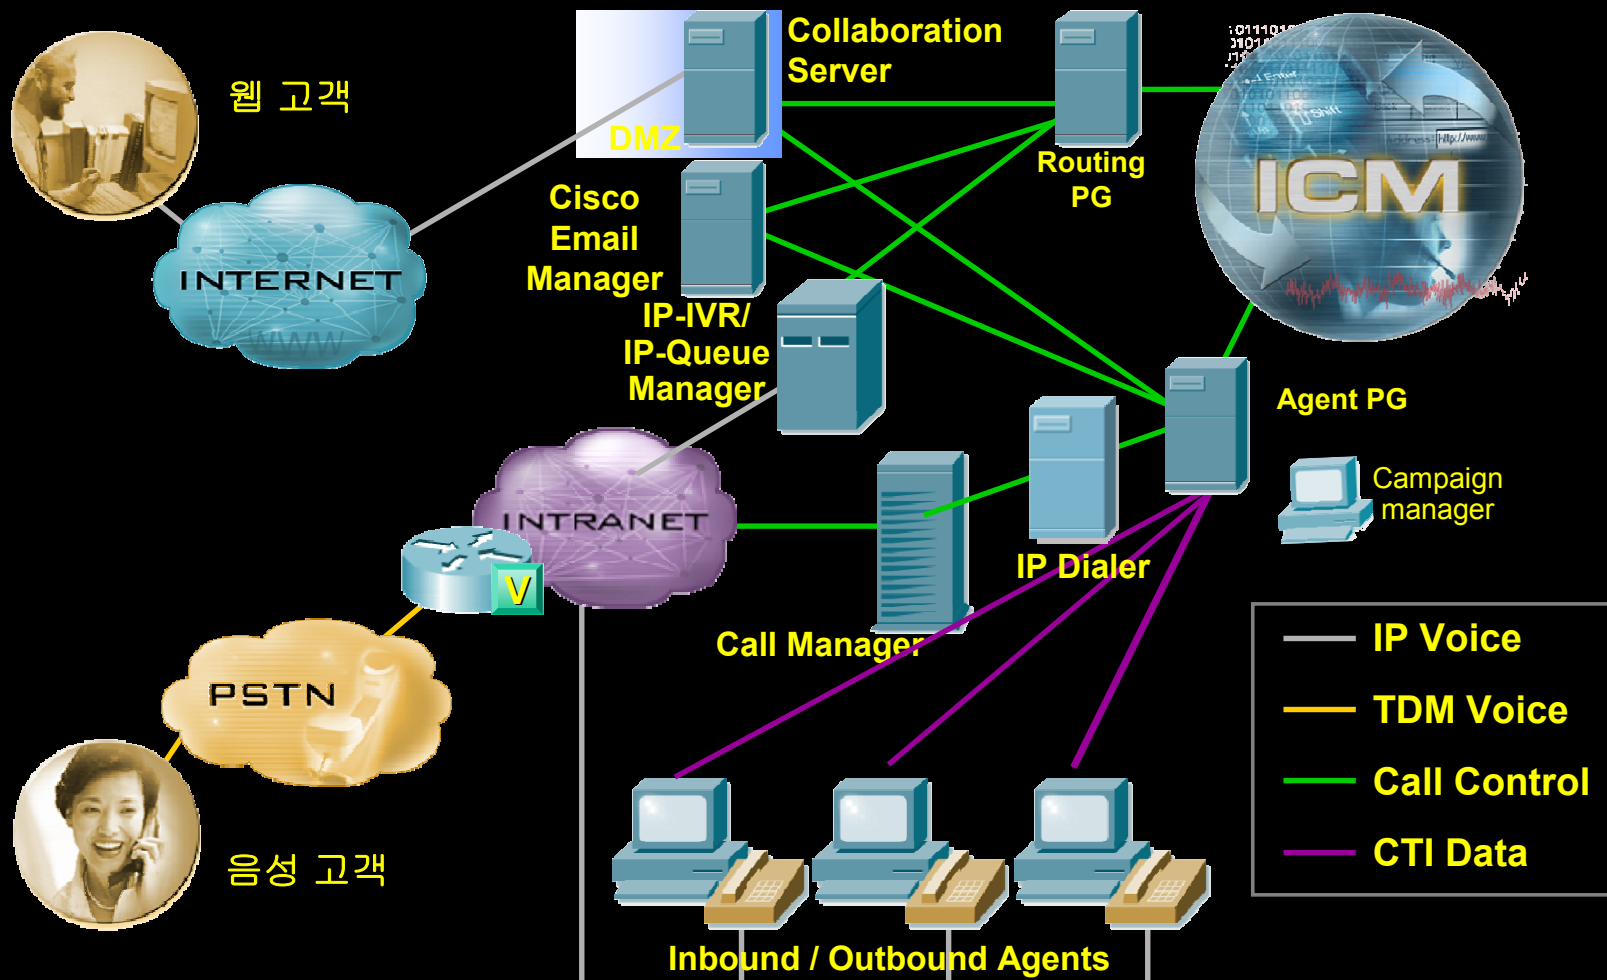 웹 고객
INTERNET
WWW
Collaboration
Server
DMZ
Cisco
Email
Manager
IP-IVR/
IP-Queue
Manager
Routing
PG
ICM
Shift
Agent PG
Campaign
manager
INTRANET
V
IP Dialer
Call Manager
PSTN
음성 고객
Inbound / Outbound Agents
IP Voice
TDM Voice
Call Control
CTI Data